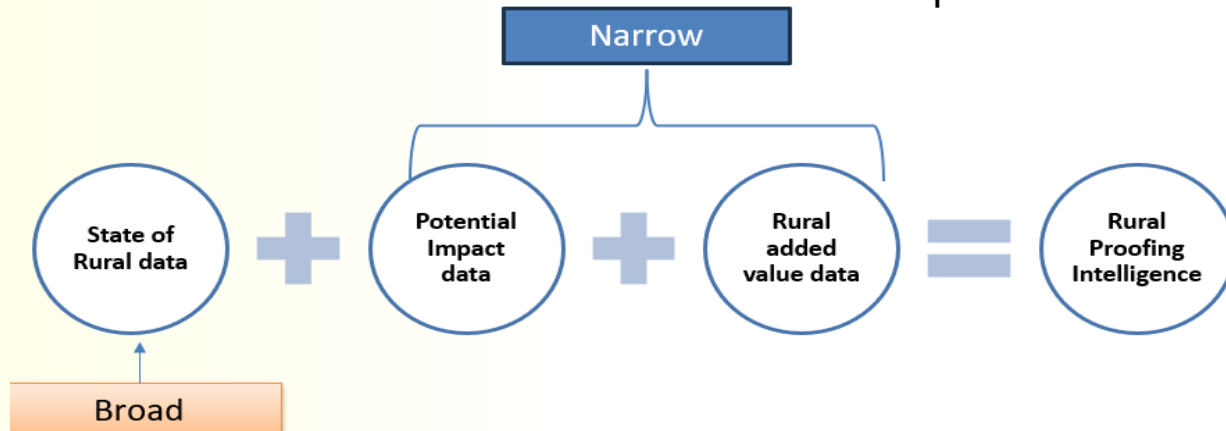 Narrow
State of
Rural data
Potential
Impact
data
Rural
added
value data
Rural
Proofing
Intelligence
Broad